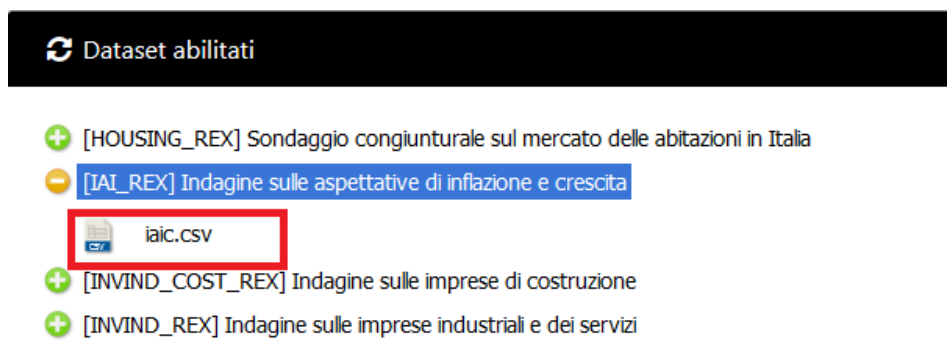 Dataset abilitati
[HOUSING_REX] Sondaggio congiunturale sul mercato delle abitazioni in Italia
[IAI_REX] Indagine sulle aspettative di inflazione e crescita
CSV iaic.csv
[INVIND_COST_REX] Indagine sulle imprese di costruzione
[INVIND_REX] Indagine sulle imprese industriali e dei servizi